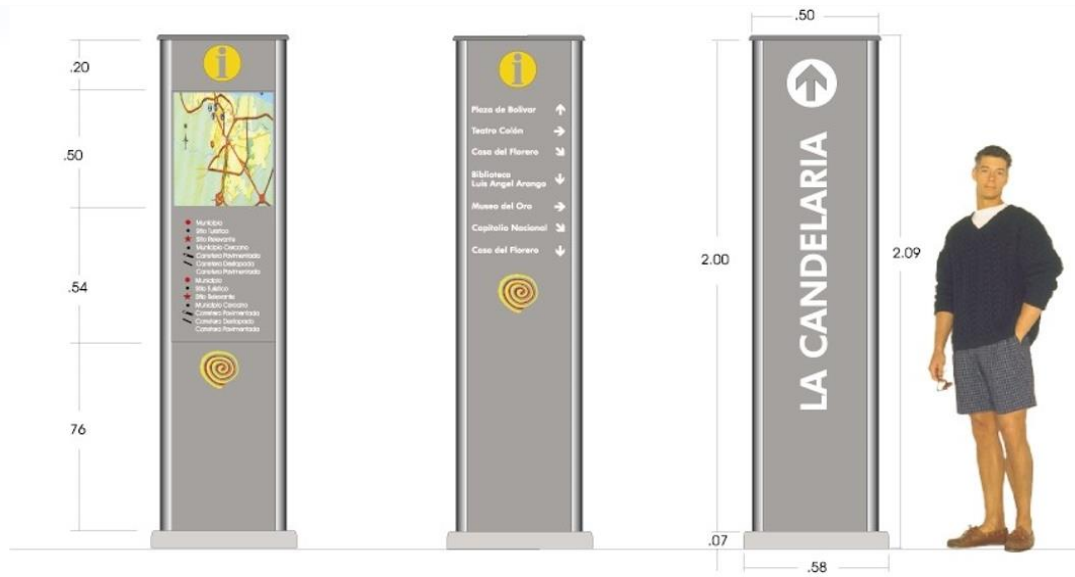 .20
.50
.54
76
i
Municipio
Sitio Turístico
Sitio Relevante
Municipio Cercano
Carretera Pavimentada
Carretera Destapada
Carretera Pavimentada
Municipio
Sitio Turístico
Sitio Relevante
Municipio Cercano
Carretera Pavimentada
Carretera Destapada
Carretera Pavimentada
i
Plaza de Bolivar
Teatro Colón
Casa del Florero
Biblioteca
Luis Angel Arango
Museo del Oro
Capitolio Nacional
Casa del Florero
.50
2.00
LA CANDELARIA
2.09
.07
.58